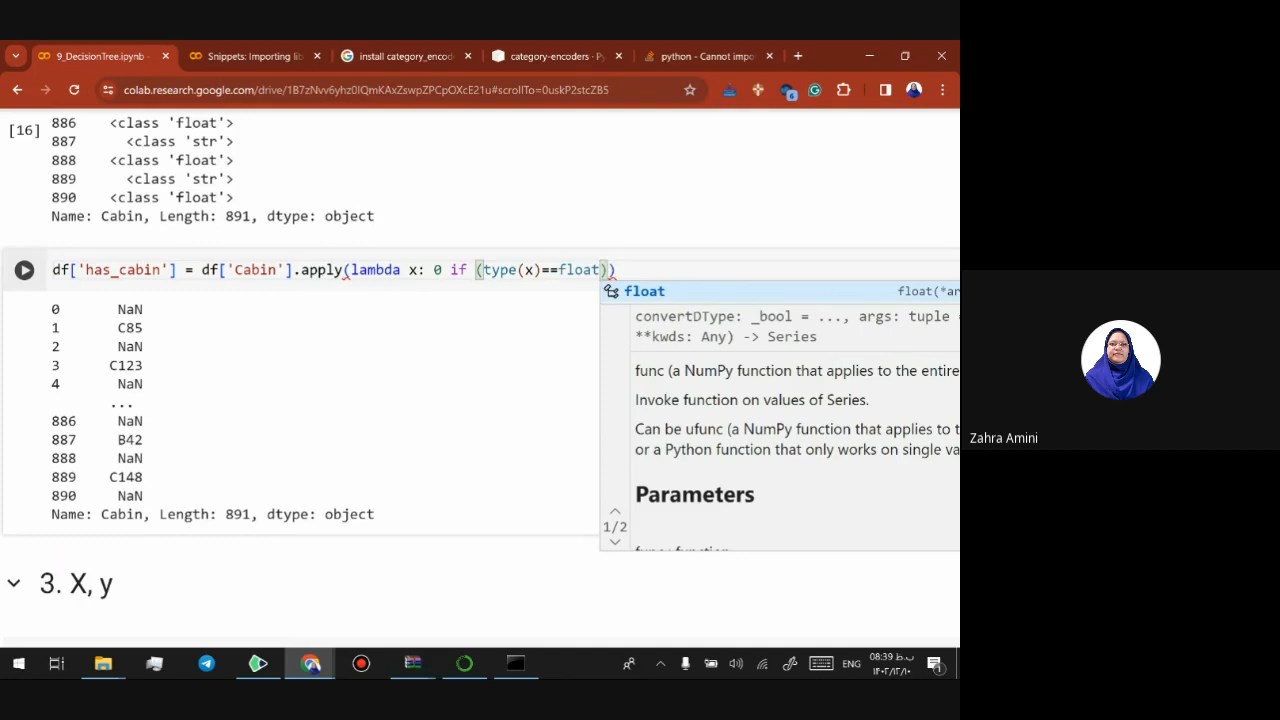 9_DecisionTree.ipynb -
Snippets: Importing lib
install category_encod
category-encoders · P
python - Cannot impo
colab.research.google.com/drive/1B7zNvv6yhz0IQmKAxZswpZPCpOXcE21u#scrollTo=0uskP2stcZB5
[16]
886 <class 'float'>
887 <class 'str'>
888 <class 'float'>
889 <class 'str'>
890 <class 'float'>
Name: Cabin, Length: 891, dtype: object
df['has_cabin'] = df['Cabin'].apply(lambda x: 0 if (type(x)==float))
float float(*ar
convertDType: _bool = ..., args: tuple =
**kwds: Any) -> Series
func (a NumPy function that applies to the entire
Invoke function on values of Series.
Can be ufunc (a NumPy function that applies to t
or a Python function that only works on single va
Parameters
1/2
0 NaN
1 C85
2 NaN
3 C123
4 NaN
...
886 NaN
887 B42
888 NaN
889 C148
890 NaN
Name: Cabin, Length: 891, dtype: object
3. X, y
Zahra Amini
ENG
08:39 ب.ظ
۱۴۰۲/۱۲/۱۰